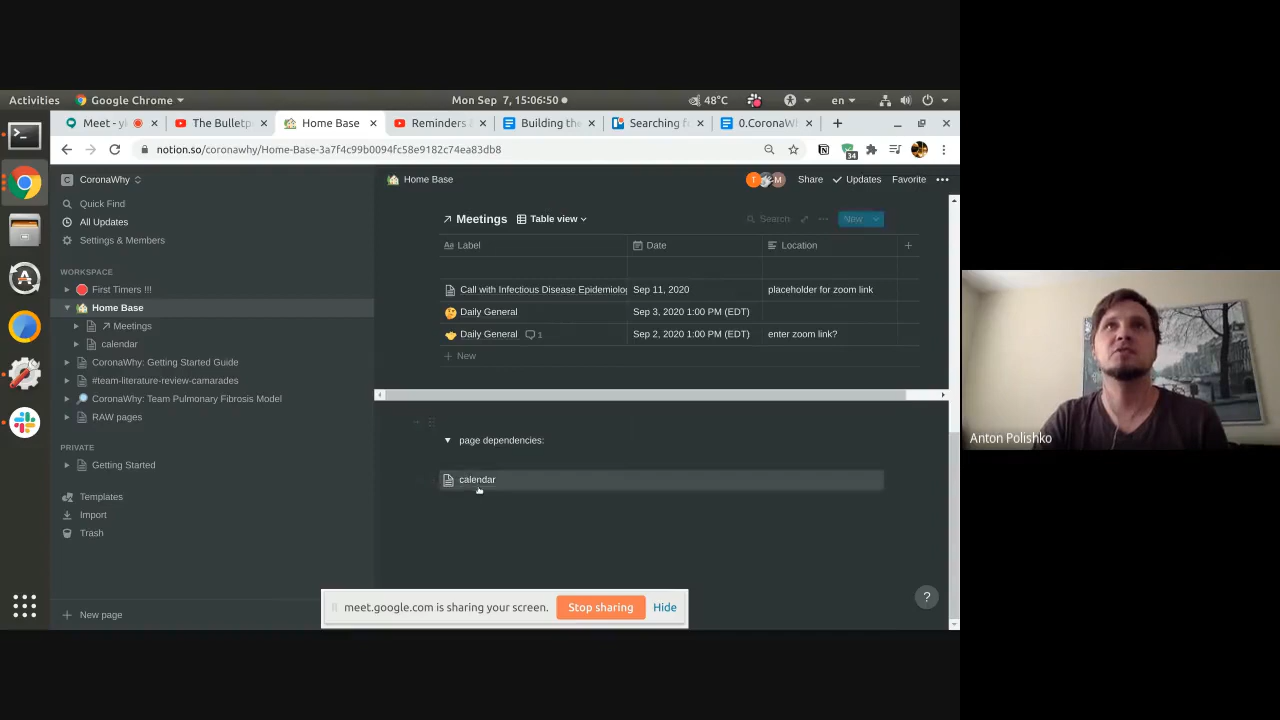 Activities
Google Chrome
Mon Sep 7, 15:06:50
48°C
en
Meet - yk
The Bulletp
Home Base
Reminders
Building the
Searching fo
0.CoronaWh
notion.so/coronawhy/Home-Base-3a7f4c99b0094fc58e9182c74ea83db8
34
C CoronaWhy
Home Base
T M
Share
Updates
Favorite
Quick Find
All Updates
Settings & Members
WORKSPACE
First Timers !!!
Home Base
Meetings
calendar
CoronaWhy: Getting Started Guide
#team-literature-review-camarades
CoronaWhy: Team Pulmonary Fibrosis Model
RAW pages
PRIVATE
Getting Started
Templates
Import
Trash
New page
Meetings Table view
Search
New
Aa Label Date Location
Call with Infectious Disease Epidemiolog Sep 11, 2020 placeholder for zoom link
Daily General Sep 3, 2020 1:00 PM (EDT)
Daily General 1 Sep 2, 2020 1:00 PM (EDT) enter zoom link?
New
page dependencies:
calendar
?
meet.google.com is sharing your screen. Stop sharing Hide
Anton Polishko